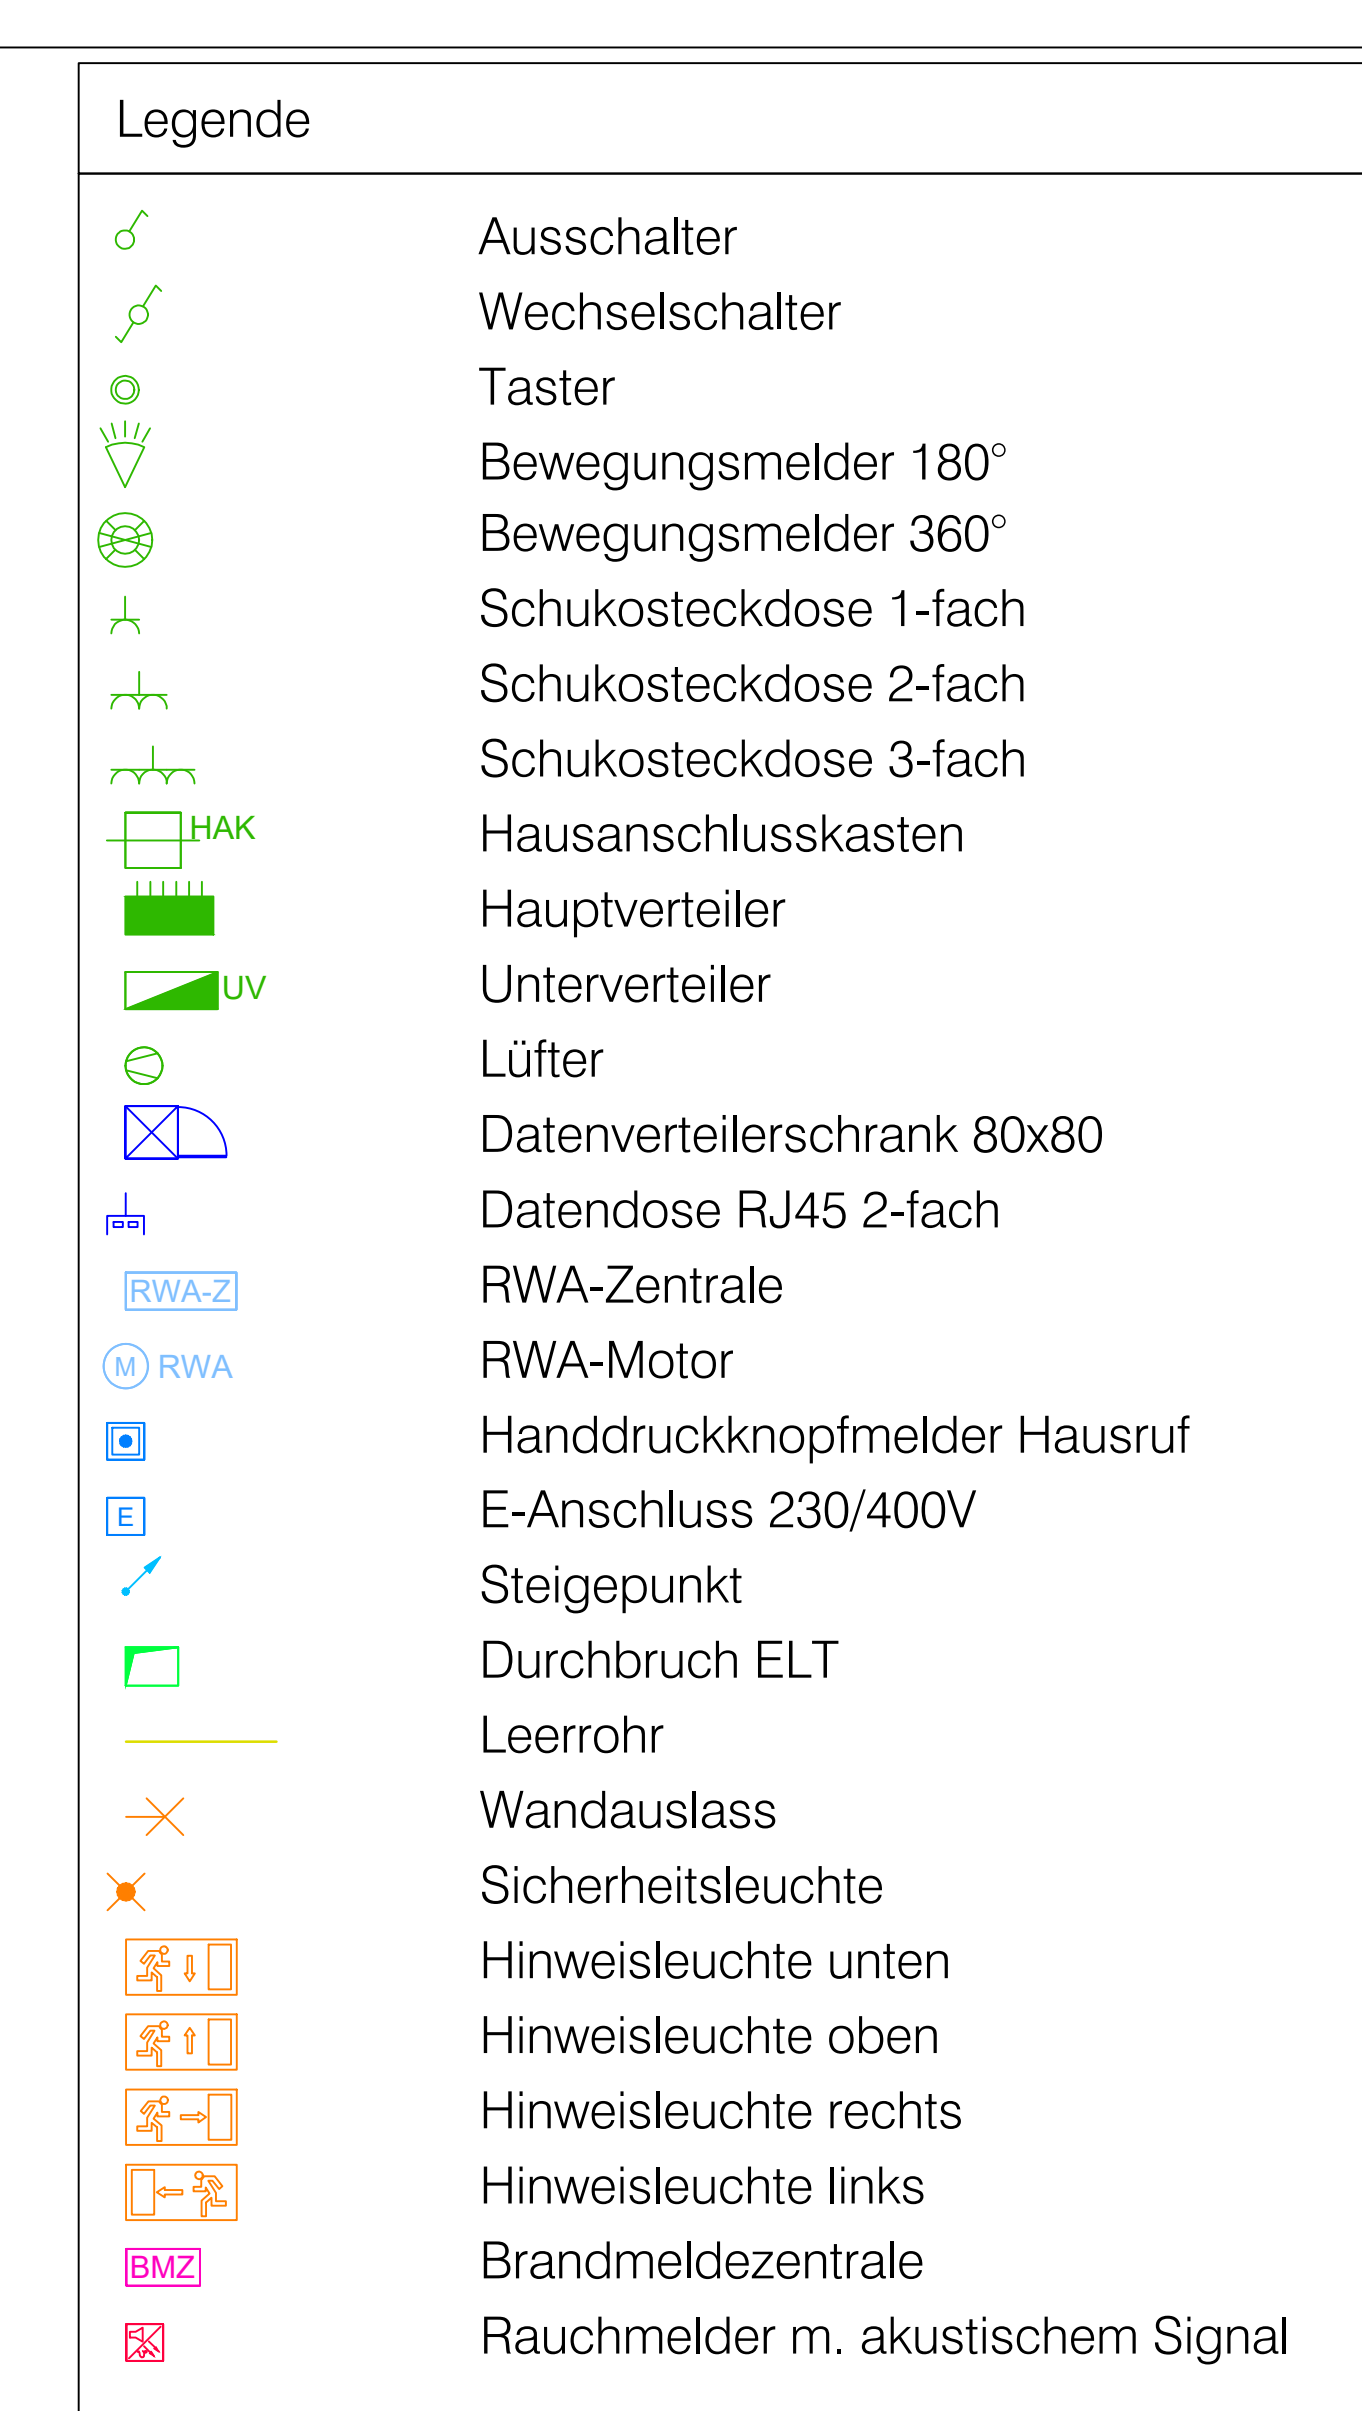 Legende
Ausschalter
Wechselschalter
Taster
Bewegungsmelder 180°
Bewegungsmelder 360°
Schukosteckdose 1-fach
Schukosteckdose 2-fach
Schukosteckdose 3-fach
HAK Hausanschlusskasten
Hauptverteiler
UV Unterverteiler
Lüfter
Datenverteilerschrank 80x80
Datendose RJ45 2-fach
RWA-Z RWA-Zentrale
M RWA RWA-Motor
Handdruckknopfmelder Hausruf
E E-Anschluss 230/400V
Steigepunkt
Durchbruch ELT
Leerrohr
Wandauslass
Sicherheitsleuchte
Hinweisleuchte unten
Hinweisleuchte oben
Hinweisleuchte rechts
Hinweisleuchte links
BMZ Brandmeldezentrale
Rauchmelder m. akustischem Signal